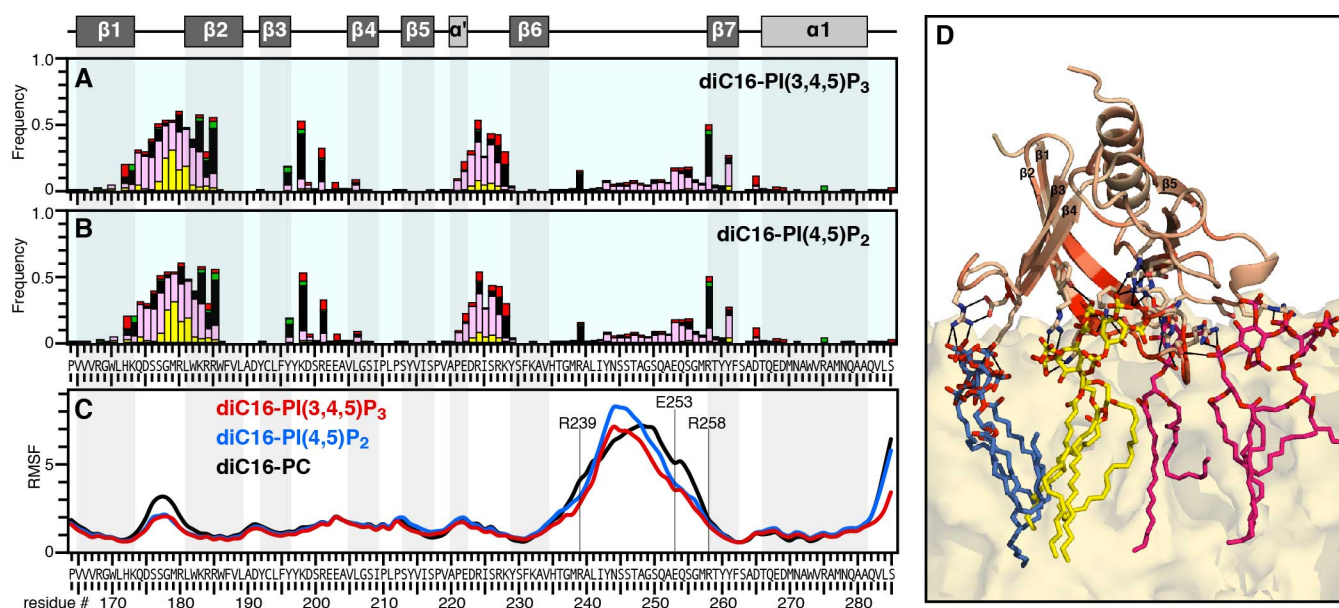 β1 β2 β3 β4 β5 α' β6 β7 α1
A
diC16-PI(3,4,5)P3
Frequency
1.0
0.5
0
B
diC16-PI(4,5)P2
Frequency
1.0
0.5
0
PVVVRGWLHKQDSSGMRLWKRRWFVLADYCLFYYKDSREEAVLGSIPLPSYVISPVAPEDRISRKYSFKAVHTGMRALIYNSSTAGSQAEQSGMRTYYFSADTQEDMNAWVRAMNQAAQVLS
C
diC16-PI(3,4,5)P3
diC16-PI(4,5)P2
diC16-PC
R239
E253
R258
RMSF
5
0
PVVVRGWLHKQDSSGMRLWKRRWFVLADYCLFYYKDSREEAVLGSIPLPSYVISPVAPEDRISRKYSFKAVHTGMRALIYNSSTAGSQAEQSGMRTYYFSADTQEDMNAWVRAMNQAAQVLS
residue # 170 180 190 200 210 220 230 240 250 260 270 280
D
β1
β2
β3
β4
β5